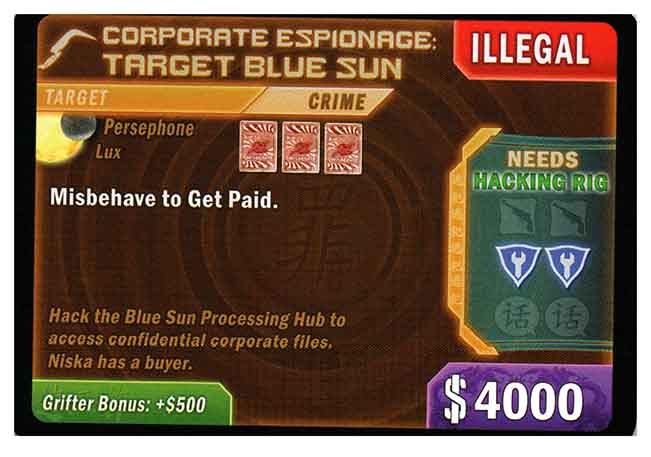 CORPORATE ESPIONAGE:
TARGET BLUE SUN
ILLEGAL
TARGET
CRIME
Persephone
Lux
Misbehave to Get Paid.
NEEDS
HACKING RIG
罪
话 话
Hack the Blue Sun Processing Hub to
access confidential corporate files.
Niska has a buyer.
Grifter Bonus: +$500
$4000